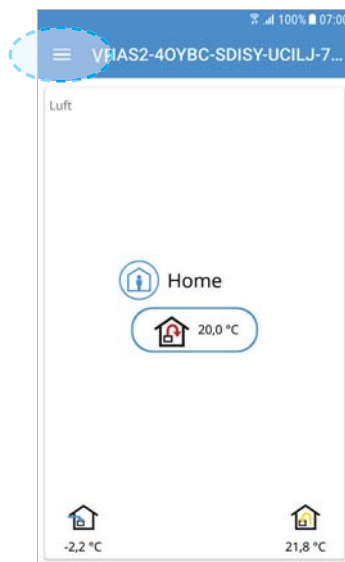 100% 07:00
VFIAS2-4OYBC-SDISY-UCILJ-7...
Luft
Home
20,0 °C
-2,2 °C
21,8 °C